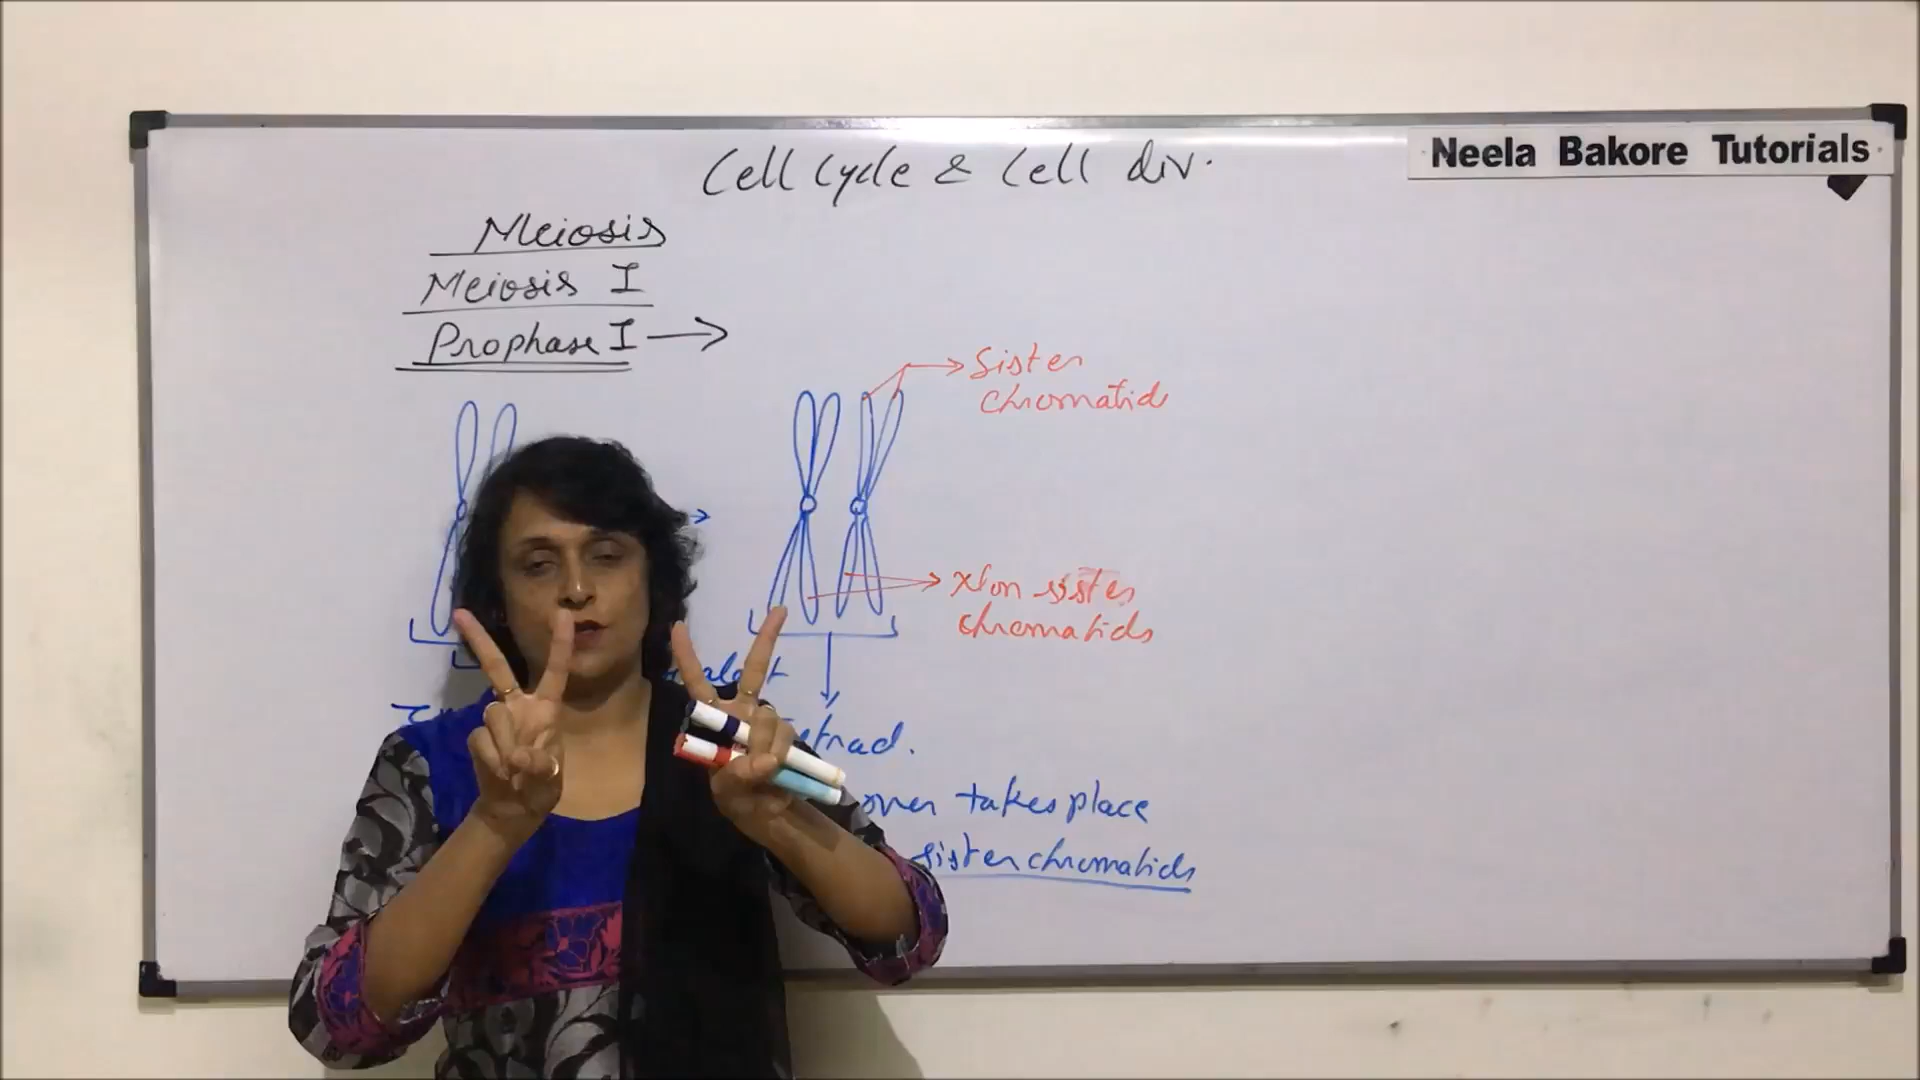 Neela Bakore Tutorials
Cell Cycle & Cell div.
Meiosis
Meiosis I
Prophase I →
Sister
chromatid
Non sister
chromatids
over takes place
sister chromatids